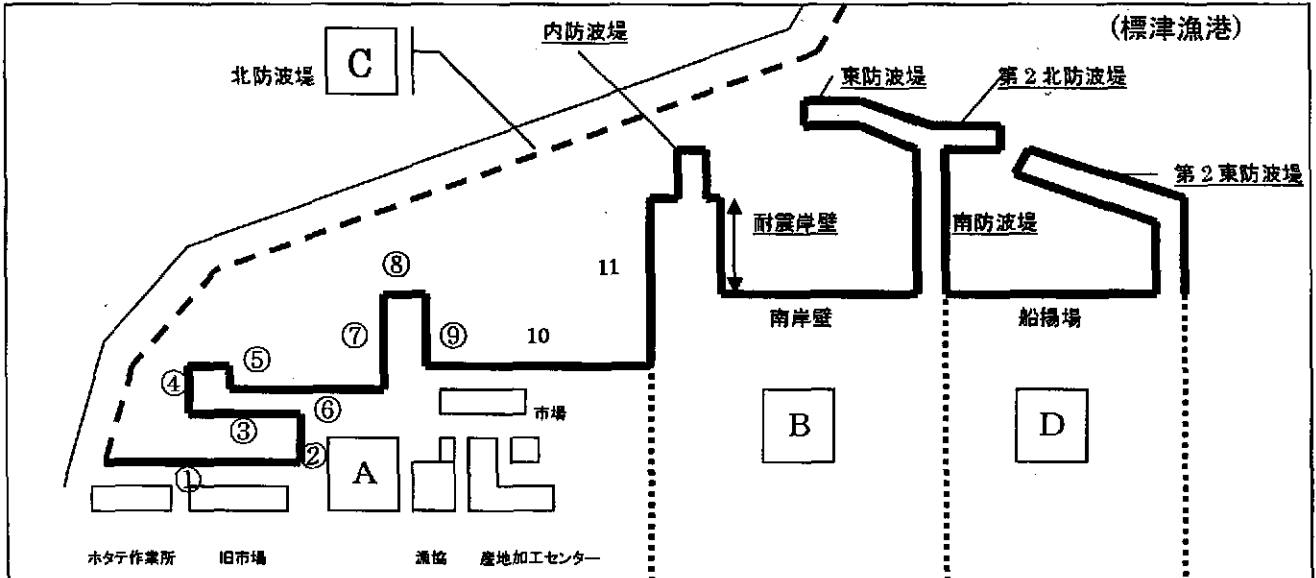 (標津漁港)
内防波堤
北防波堤
C
東防波堤
第2北防波堤
第2東防波堤
耐震岸壁
南防波堤
11
⑧
南岸壁
船揚場
⑦
⑨
10
⑤
④
⑥
市場
③
②
A
B
D
①
ホタテ作業所
旧市場
漁協
産地加工センター